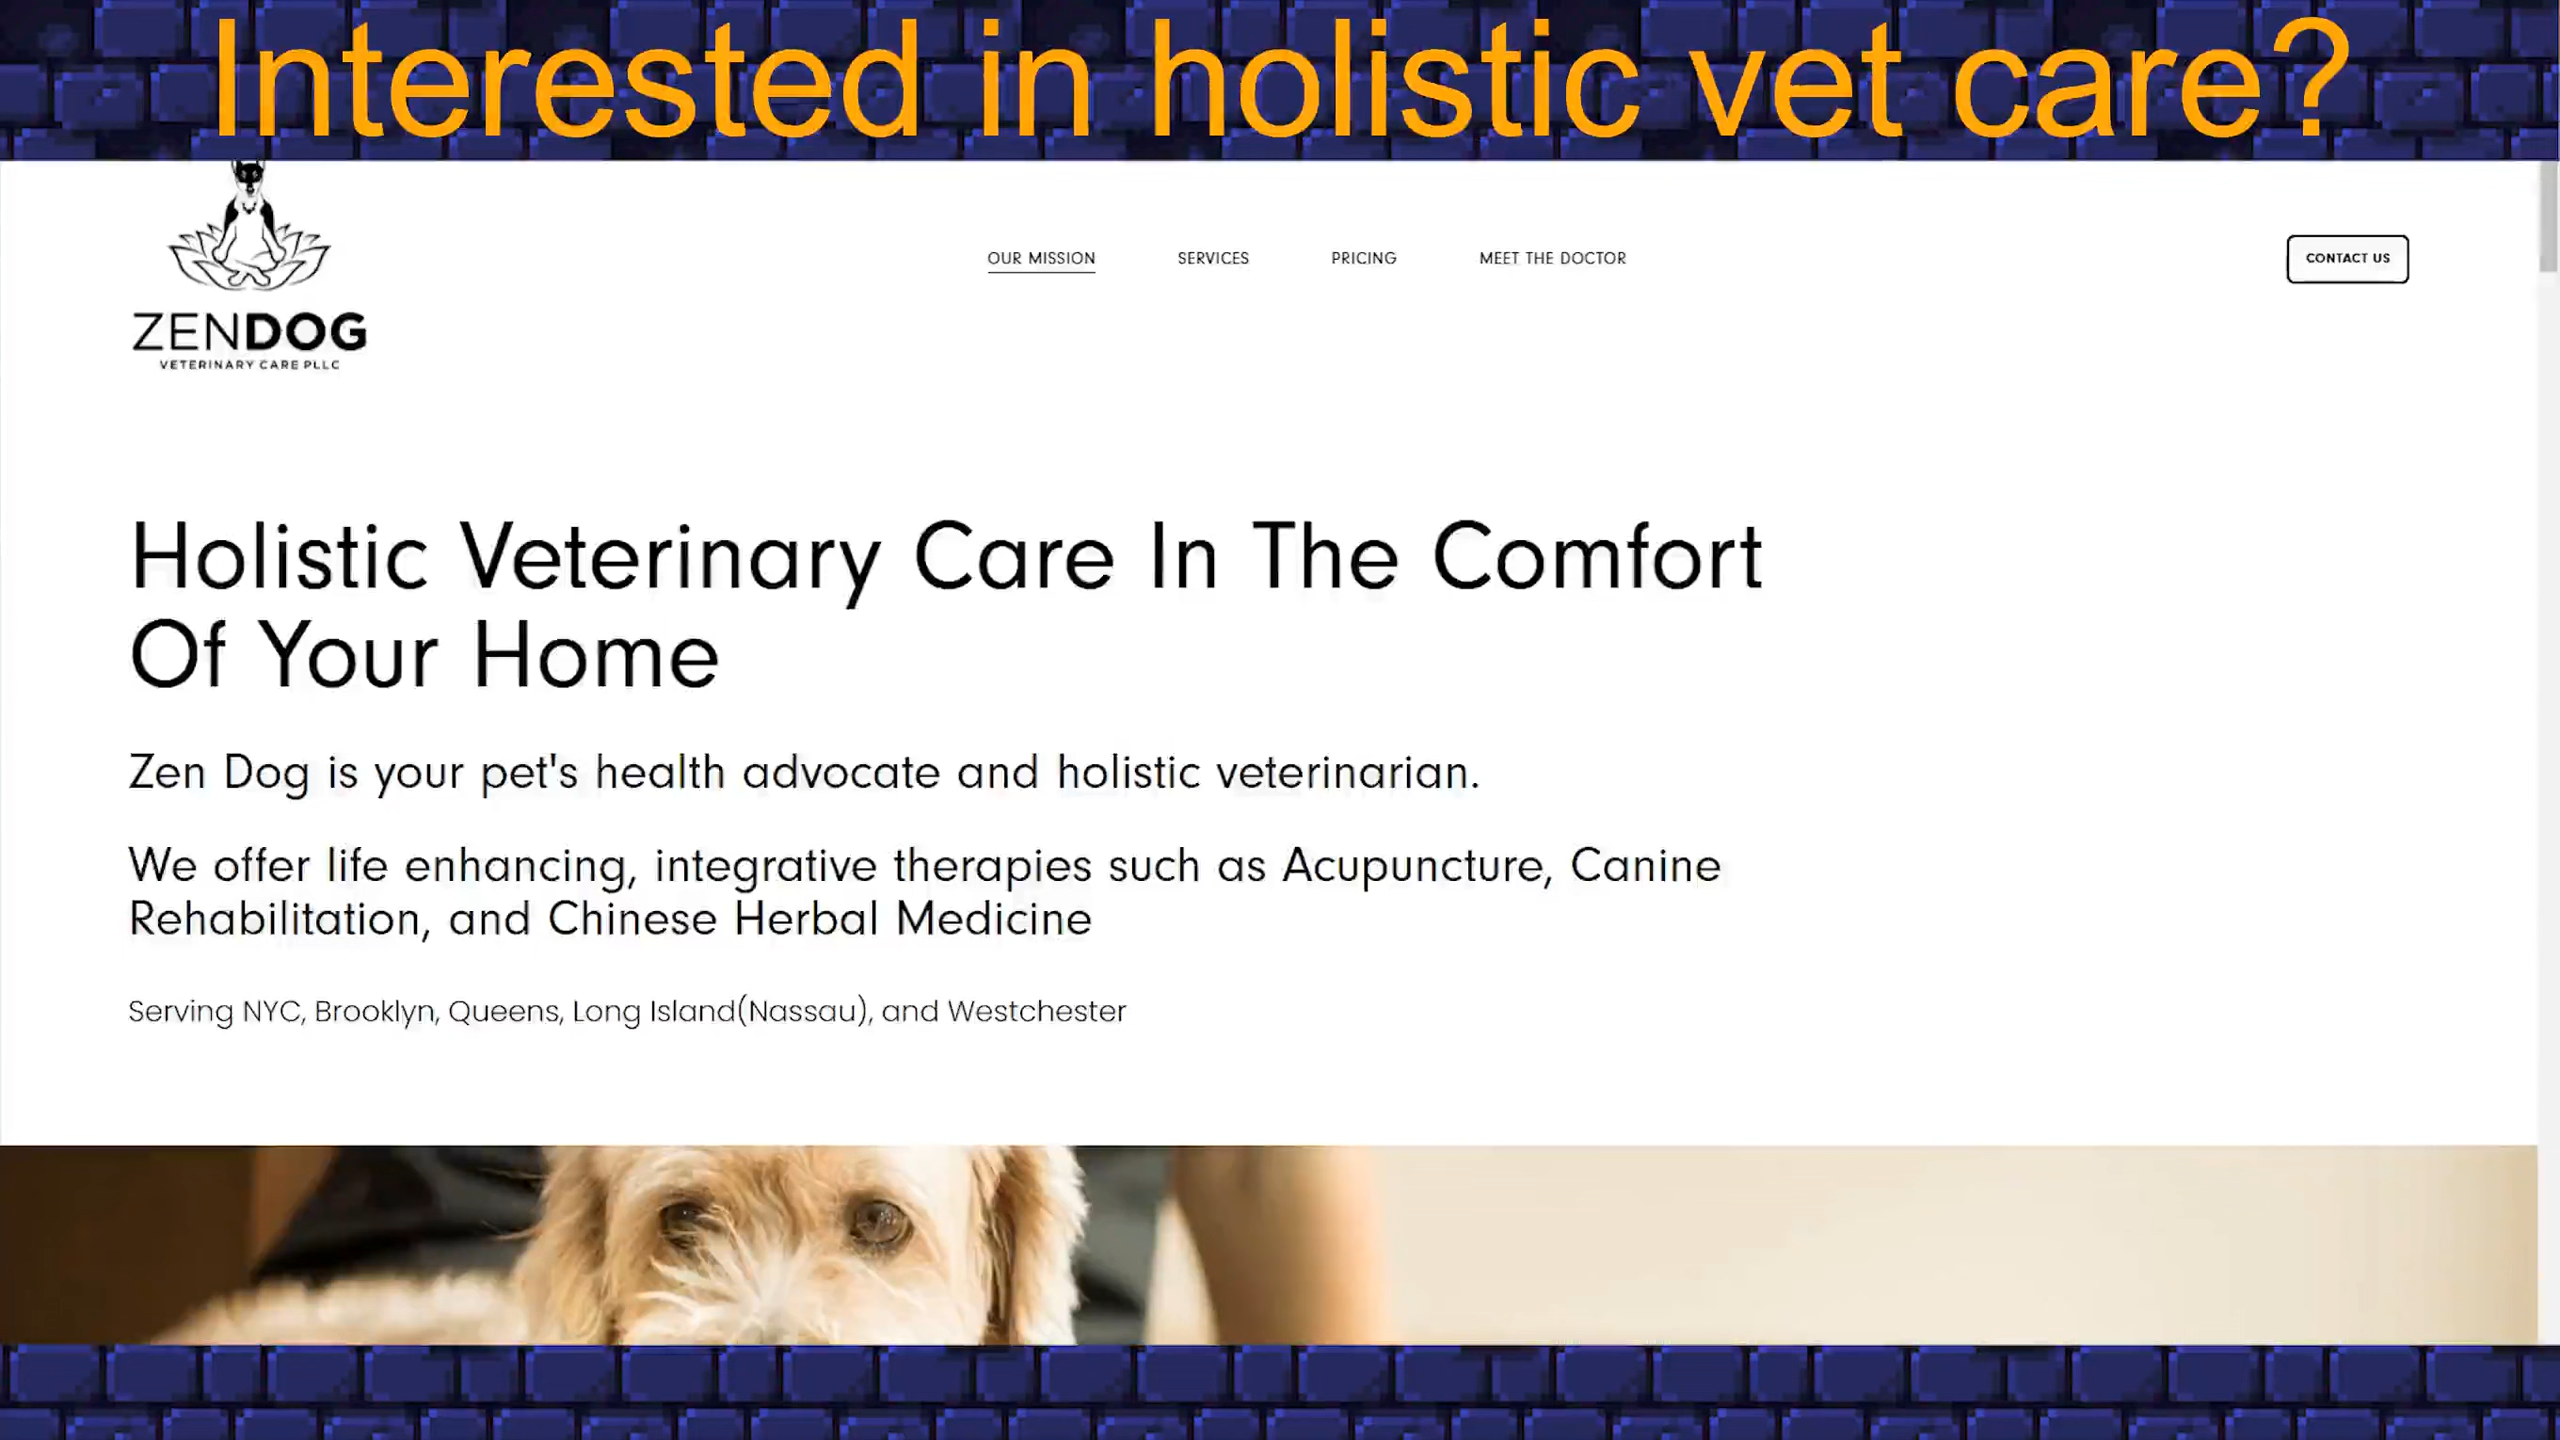 Interested in holistic vet care?
ZENDOG
VETERINARY CARE PLLC
OUR MISSION
SERVICES
PRICING
MEET THE DOCTOR
CONTACT US
Holistic Veterinary Care In The Comfort
Of Your Home
Zen Dog is your pet's health advocate and holistic veterinarian.
We offer life enhancing, integrative therapies such as Acupuncture, Canine
Rehabilitation, and Chinese Herbal Medicine
Serving NYC, Brooklyn, Queens, Long Island(Nassau), and Westchester